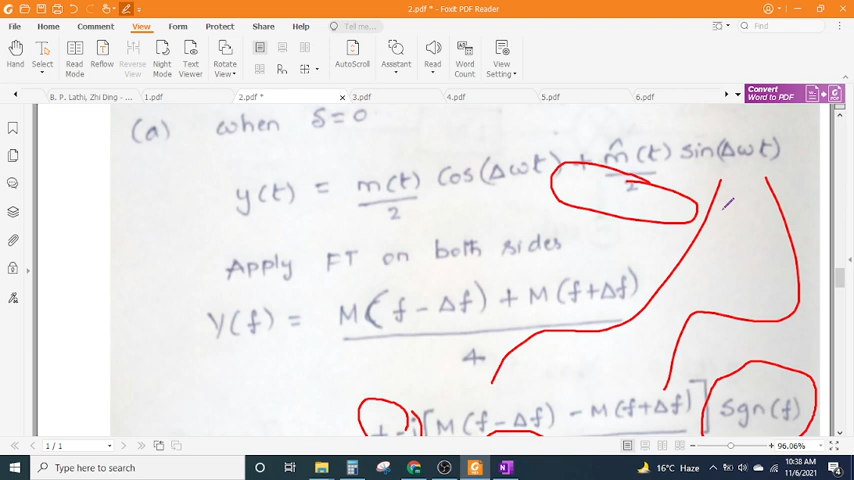 2.pdf * - Foxit PDF Reader
File Home Comment View Form Protect Share Help Tell me... Find
Hand Select Read Mode Reflow Reverse View Night Mode Text Viewer Rotate View AutoScroll Assistant Read Word Count View Setting
B. P. Lathi, Zhi Ding - ... 1.pdf 2.pdf * 3.pdf 4.pdf 5.pdf 6.pdf Convert Word to PDF
(a) when δ=0
y(t) = m(t)/2 cos(Δωt) + m̂(t)/2 sin(Δωt)
Apply FT on both sides
Y(f) = M(f-Δf) + M(f+Δf)
4
+ -j[M(f-Δf) - M(f+Δf)] sgn(f)
1 / 1 96.06%
Type here to search 16°C Haze 10:38 AM
11/6/2021